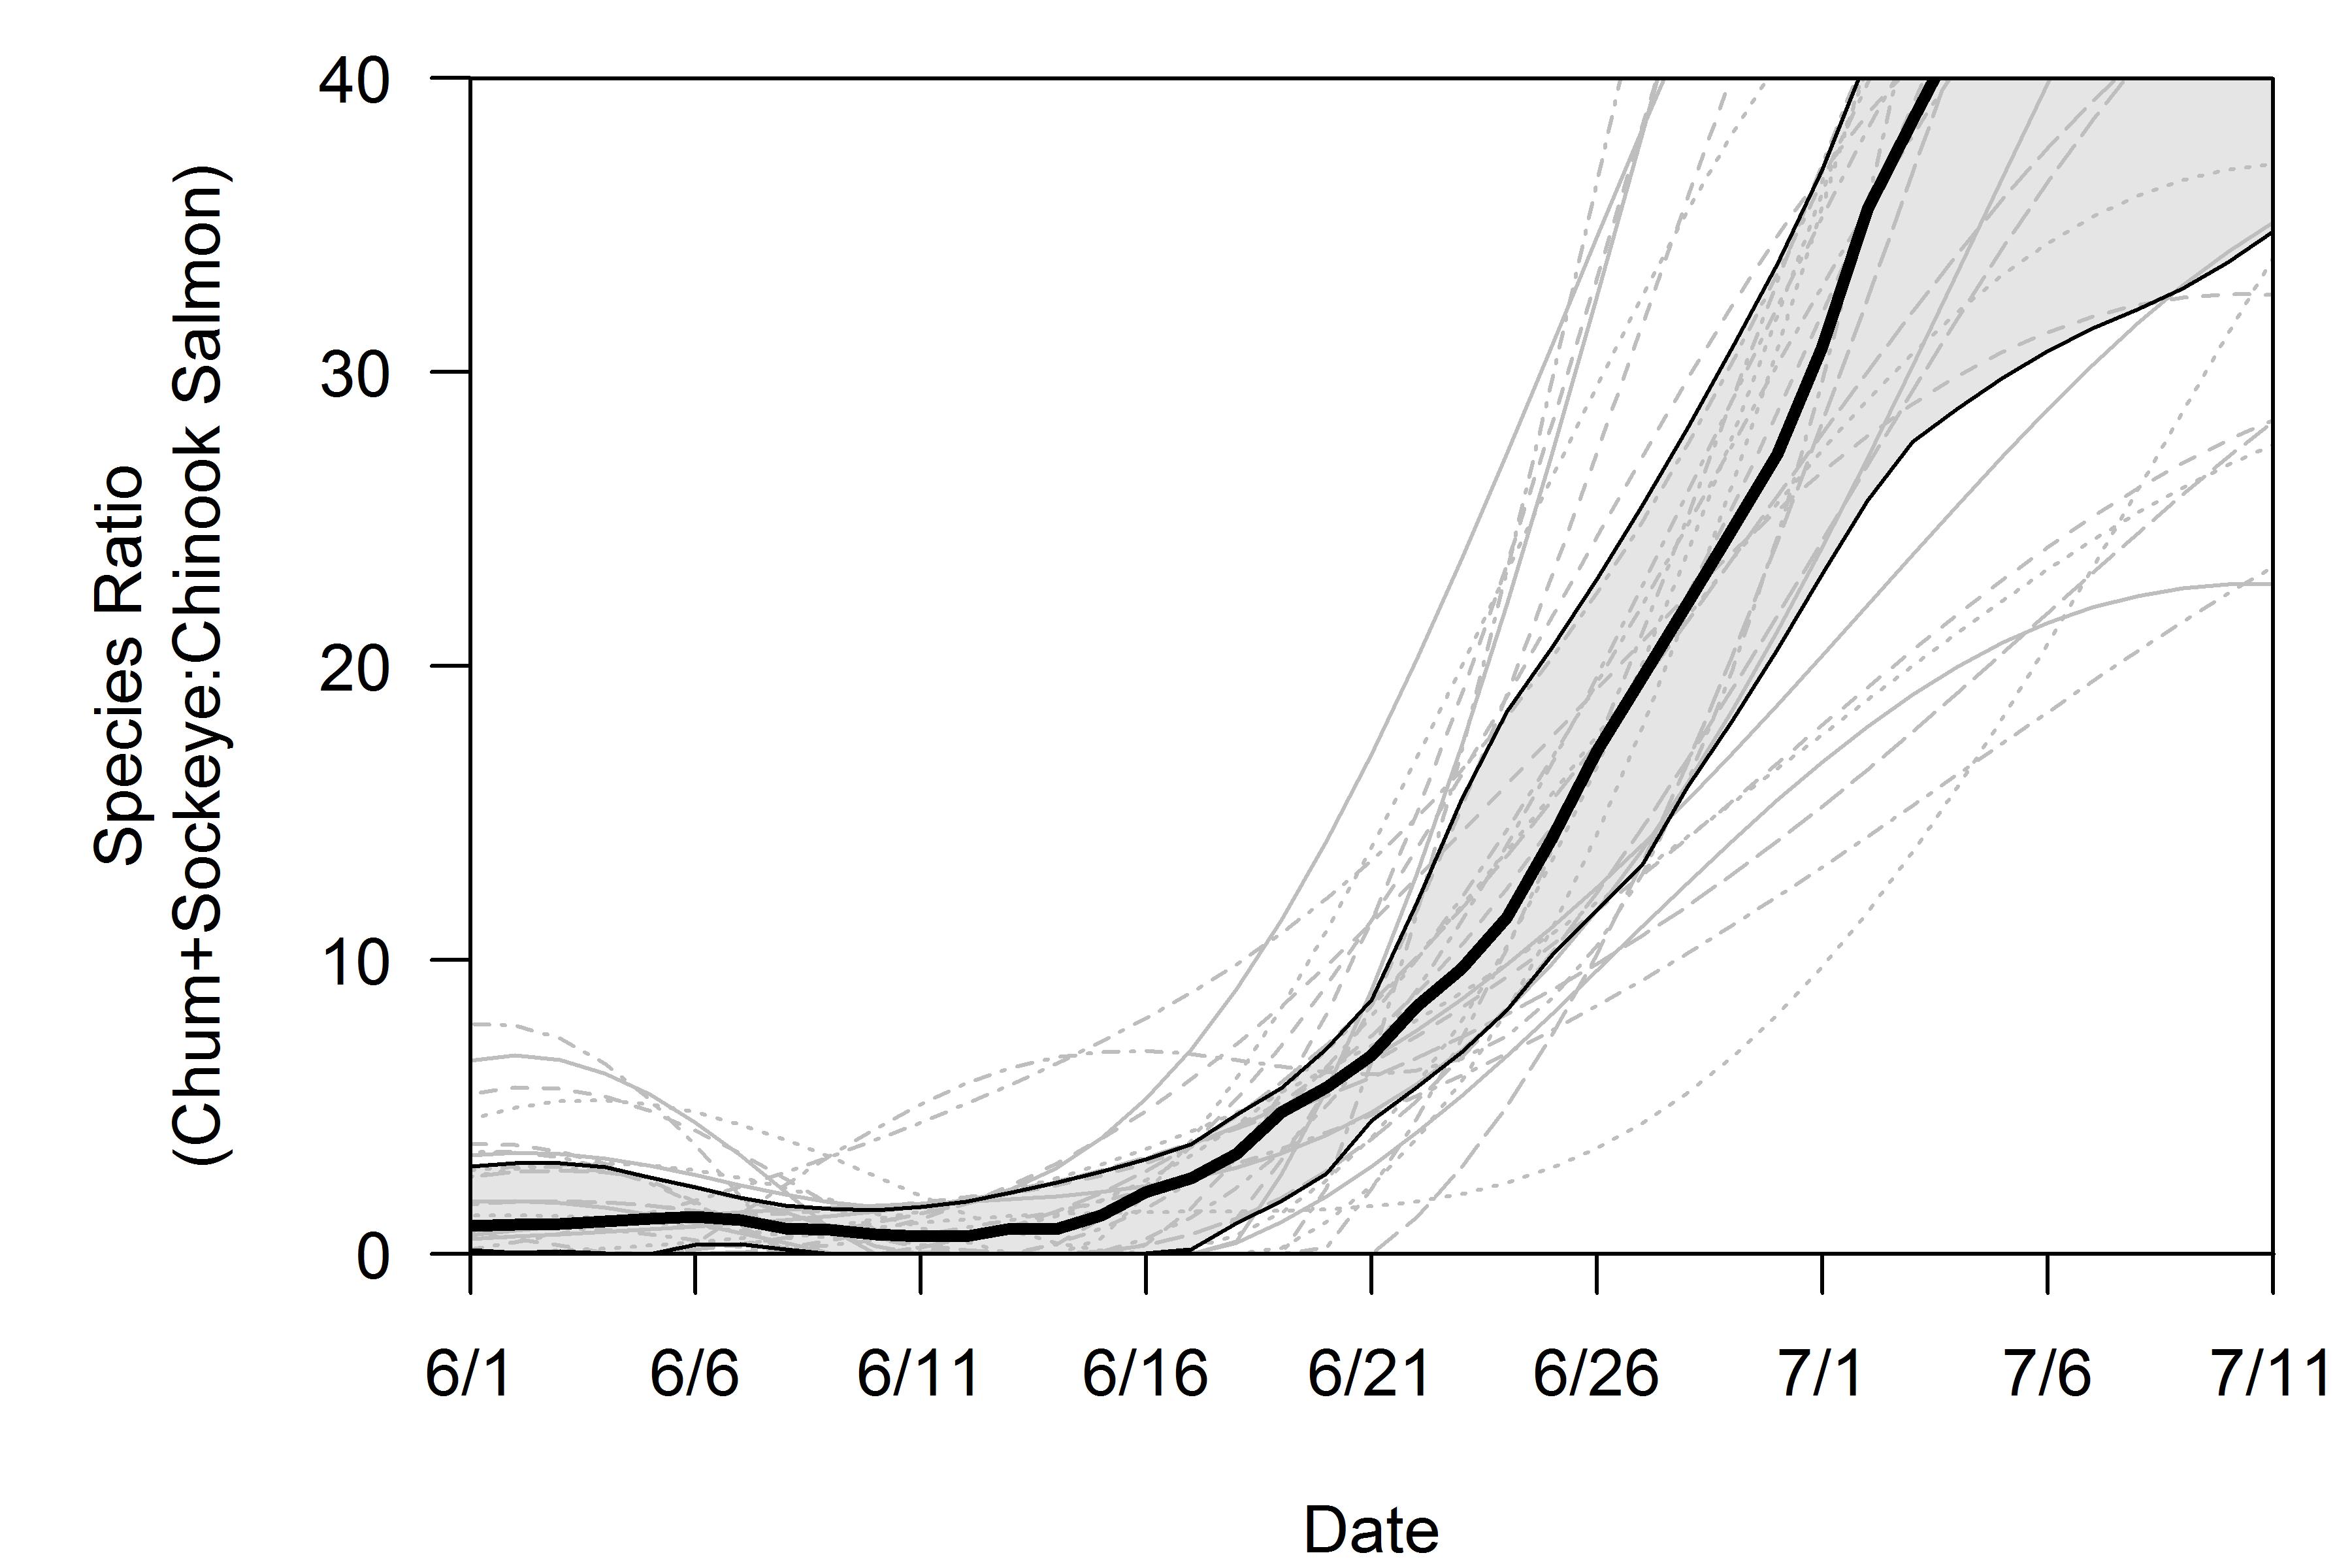 Species Ratio
(Chum+Sockeye:Chinook Salmon)
40
30
20
10
0
6/1 6/6 6/11 6/16 6/21 6/26 7/1 7/6 7/11
Date